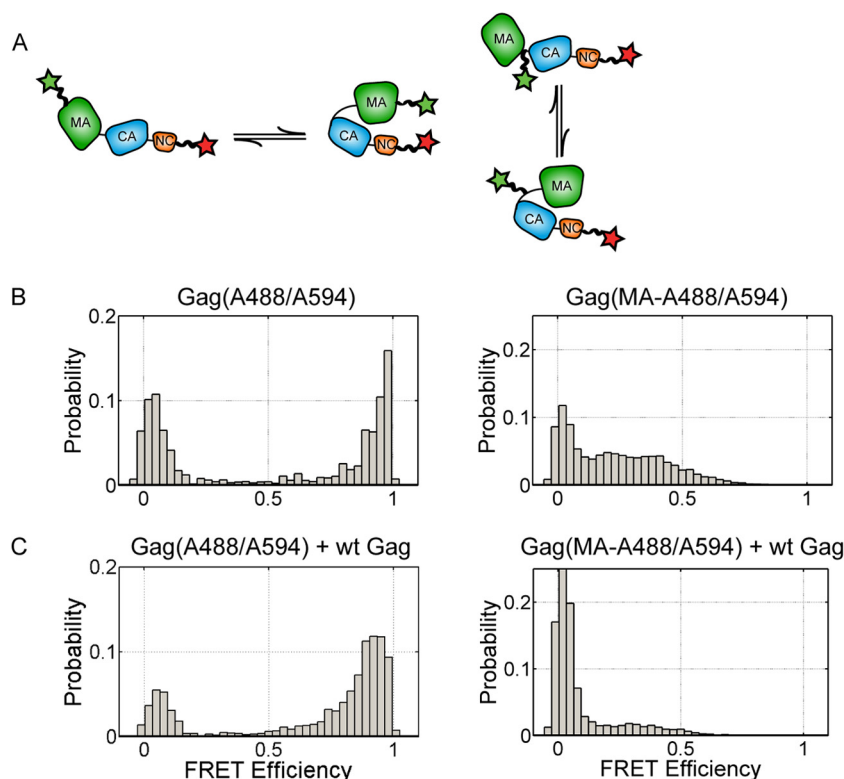 A
MA
CA
NC
MA
CA
NC
MA
CA
NC
MA
CA
NC
B
Gag(A488/A594)
Gag(MA-A488/A594)
Probability
0.2
0.1
0
0
0.5
1
Probability
0.2
0.1
0
0
0.5
1
C
Gag(A488/A594) + wt Gag
Gag(MA-A488/A594) + wt Gag
Probability
0.2
0.1
0
0
0.5
1
FRET Efficiency
Probability
0.2
0.1
0
0
0.5
1
FRET Efficiency